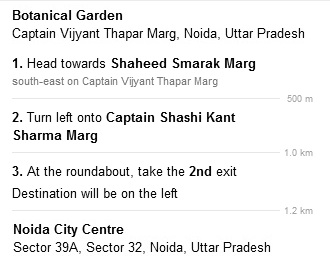 Botanical Garden
Captain Vijyant Thapar Marg, Noida, Uttar Pradesh
1. Head towards Shaheed Smarak Marg
south-east on Captain Vijyant Thapar Marg
500 m
2. Turn left onto Captain Shashi Kant
Sharma Marg
1.0 km
3. At the roundabout, take the 2nd exit
Destination will be on the left
1.2 km
Noida City Centre
Sector 39A, Sector 32, Noida, Uttar Pradesh